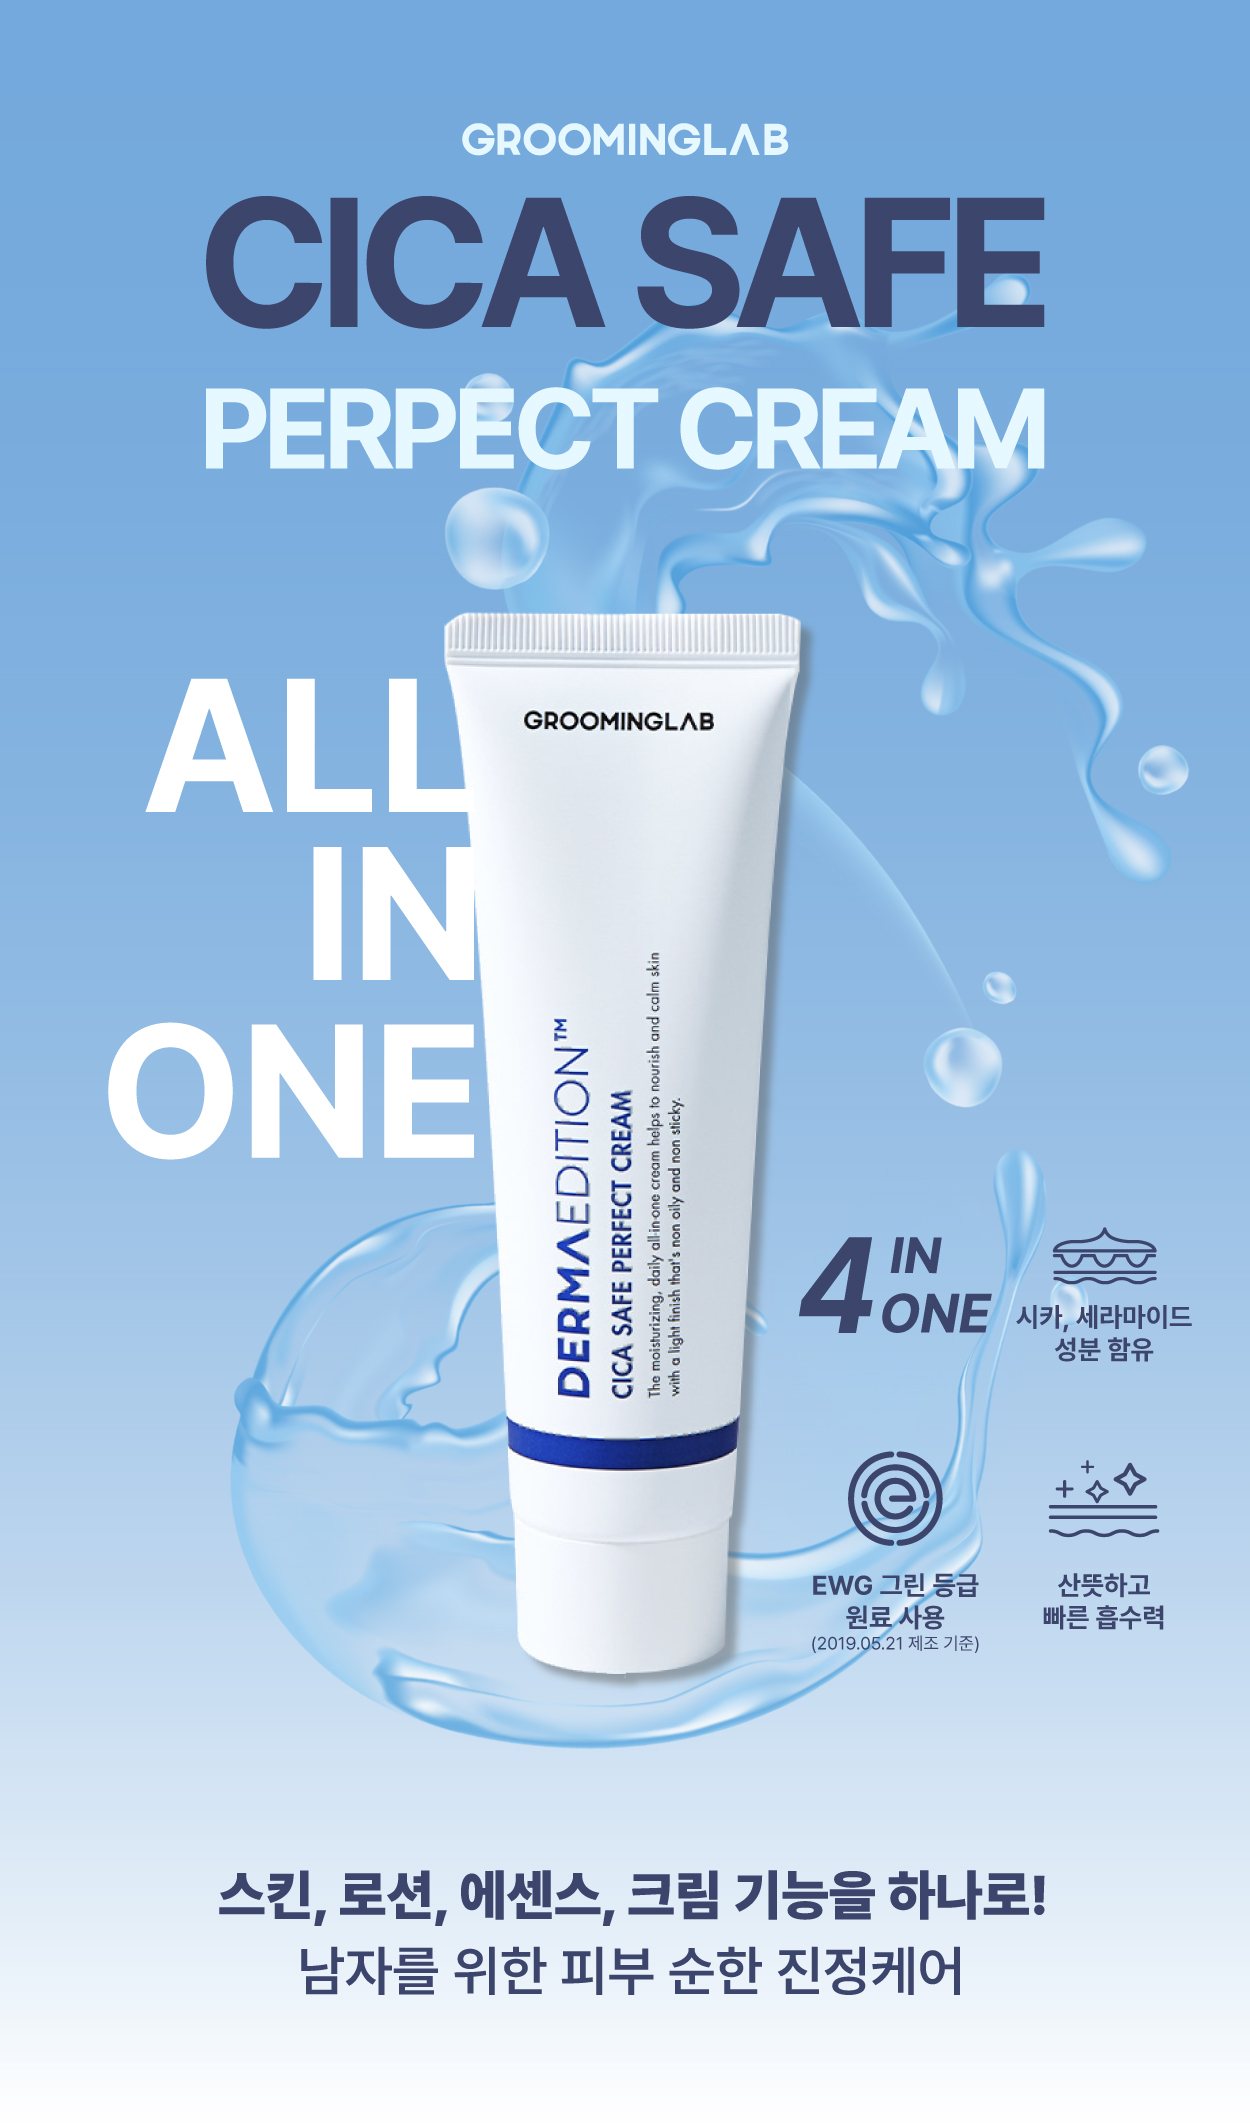 GROOMINGLAB
CICA SAFE
PERPECT CREAM
ALL
IN
ONE
GROOMINGLAB
DERMAEDITION™
CICA SAFE PERFECT CREAM
The moisturizing, daily all-in-one cream helps to nourish and calm skin
with a light finish that's non oily and non sticky.
4 IN
ONE
시카, 세라마이드
성분 함유
EWG 그린 등급
원료 사용
(2019.05.21 제조 기준)
산뜻하고
빠른 흡수력
스킨, 로션, 에센스, 크림 기능을 하나로!
남자를 위한 피부 순한 진정케어